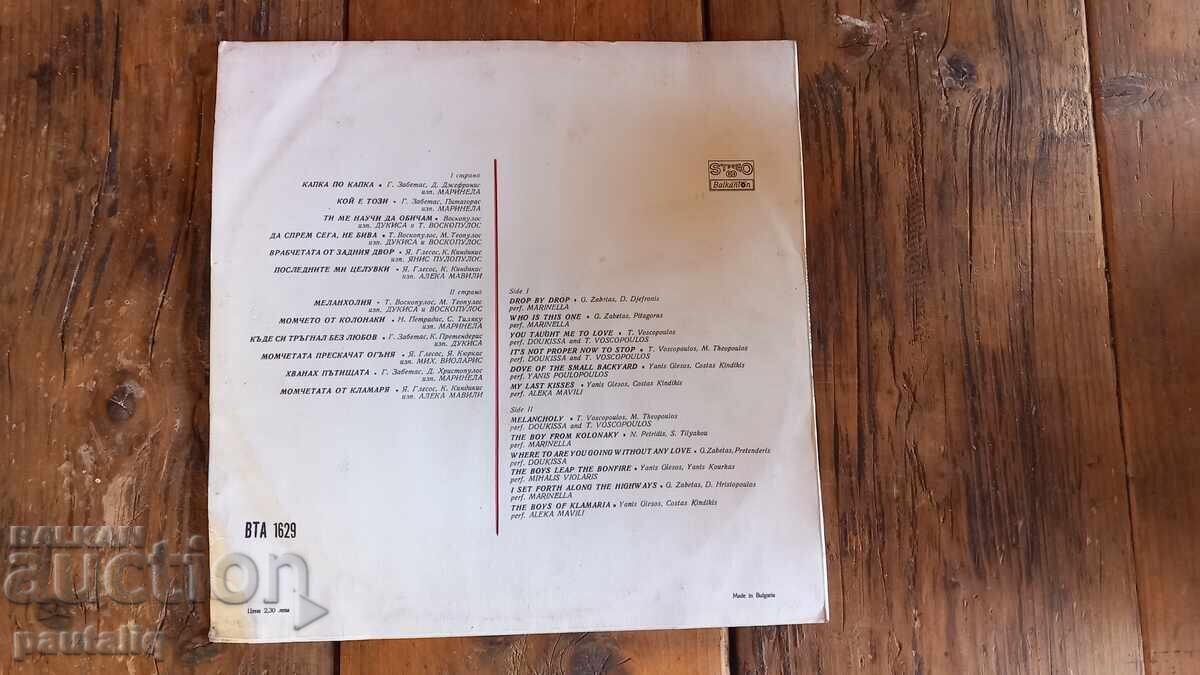 I страна
КАПКА ПО КАПКА • Г. Забетас, Д. Джефронис
изп. МАРИНЕЛА
КОЙ Е ТОЗИ • Г. Забетас, Питагорас
изп. МАРИНЕЛА
ТИ МЕ НАУЧИ ДА ОБИЧАМ • Воскопулос
изп. ДУКИСА и Т. ВОСКОПУЛОС
ДА СПРЕМ СЕГА, НЕ БИВА • Т. Воскопулос, М. Теопулос
изп. ДУКИСА и ВОСКОПУЛОС
ВРАБЧЕТАТА ОТ ЗАДНИЯ ДВОР • Я. Глесос, К. Киндикис
изп. ЯНИС ПУЛОПУЛОС
ПОСЛЕДНИТЕ МИ ЦЕЛУВКИ • Я. Глесос, К. Киндикис
изп. АЛЕКА МАВИЛИ
II страна
МЕЛАНХОЛИЯ • Т. Воскопулос, М. Теопулос
изп. ДУКИСА и ВОСКОПУЛОС
МОМЧЕТО ОТ КОЛОНАКИ • Н. Петридис, С. Тиляку
изп. МАРИНЕЛА
КЪДЕ СИ ТРЪГНАЛ БЕЗ ЛЮБОВ • Г. Забетас, К. Претендерис
изп. ДУКИСА
МОМЧЕТАТА ПРЕСКАЧАТ ОГЪНЯ • Я. Глесос, Я. Кюркас
изп. МИХ. ВИОЛАРИС
ХВАНАХ ПЪТИЩАТА • Г. Забетас, Д. Христопулос
изп. МАРИНЕЛА
МОМЧЕТАТА ОТ КЛАМАРЯ • Я. Глесос, К. Киндикис
изп. АЛЕКА МАВИЛИ
STEREO
Balkanton
Side I
DROP BY DROP • G. Zabetas, D. Djefronis
perf. MARINELLA
WHO IS THIS ONE • G. Zabetas, Pitagoras
perf. MARINELLA
YOU TAUGHT ME TO LOVE • T. Voscopoulos
perf. DOUKISSA and T. VOSCOPOULOS
IT'S NOT PROPER NOW TO STOP • T. Voscopoulos, M. Theopoulos
perf. DOUKISSA and T. VOSCOPOULOS
DOVE OF THE SMALL BACKYARD • Yanis Glesos, Costas Kindikis
perf. YANIS POULOPOULOS
MY LAST KISSES • Yanis Glesos, Costas Kindikis
perf. ALEKA MAVILI
Side II
MELANCHOLY • T. Voscopoulos, M. Theopoulos
perf. DOUKISSA and T. VOSCOPOULOS
THE BOY FROM KOLONAKY • N. Petridis, S. Tilyakou
perf. MARINELLA
WHERE TO ARE YOU GOING WITHOUT ANY LOVE • G.Zabetas, Pretenderis
perf. DOUKISSA
THE BOYS LEAP THE BONFIRE • Yanis Glesos, Yanis Kourkas
perf. MIHALIS VIOLARIS
I SET FORTH ALONG THE HIGHWAYS • G. Zabetas, D. Hristopoulos
perf. MARINELLA
THE BOYS OF KLAMARIA • Yanis Glesos, Costas Kindikis
perf. ALEKA MAVILI
ВТА 1629
Цена 2,30 лева
Made in Bulgaria
BALKAN
auction
pautalia